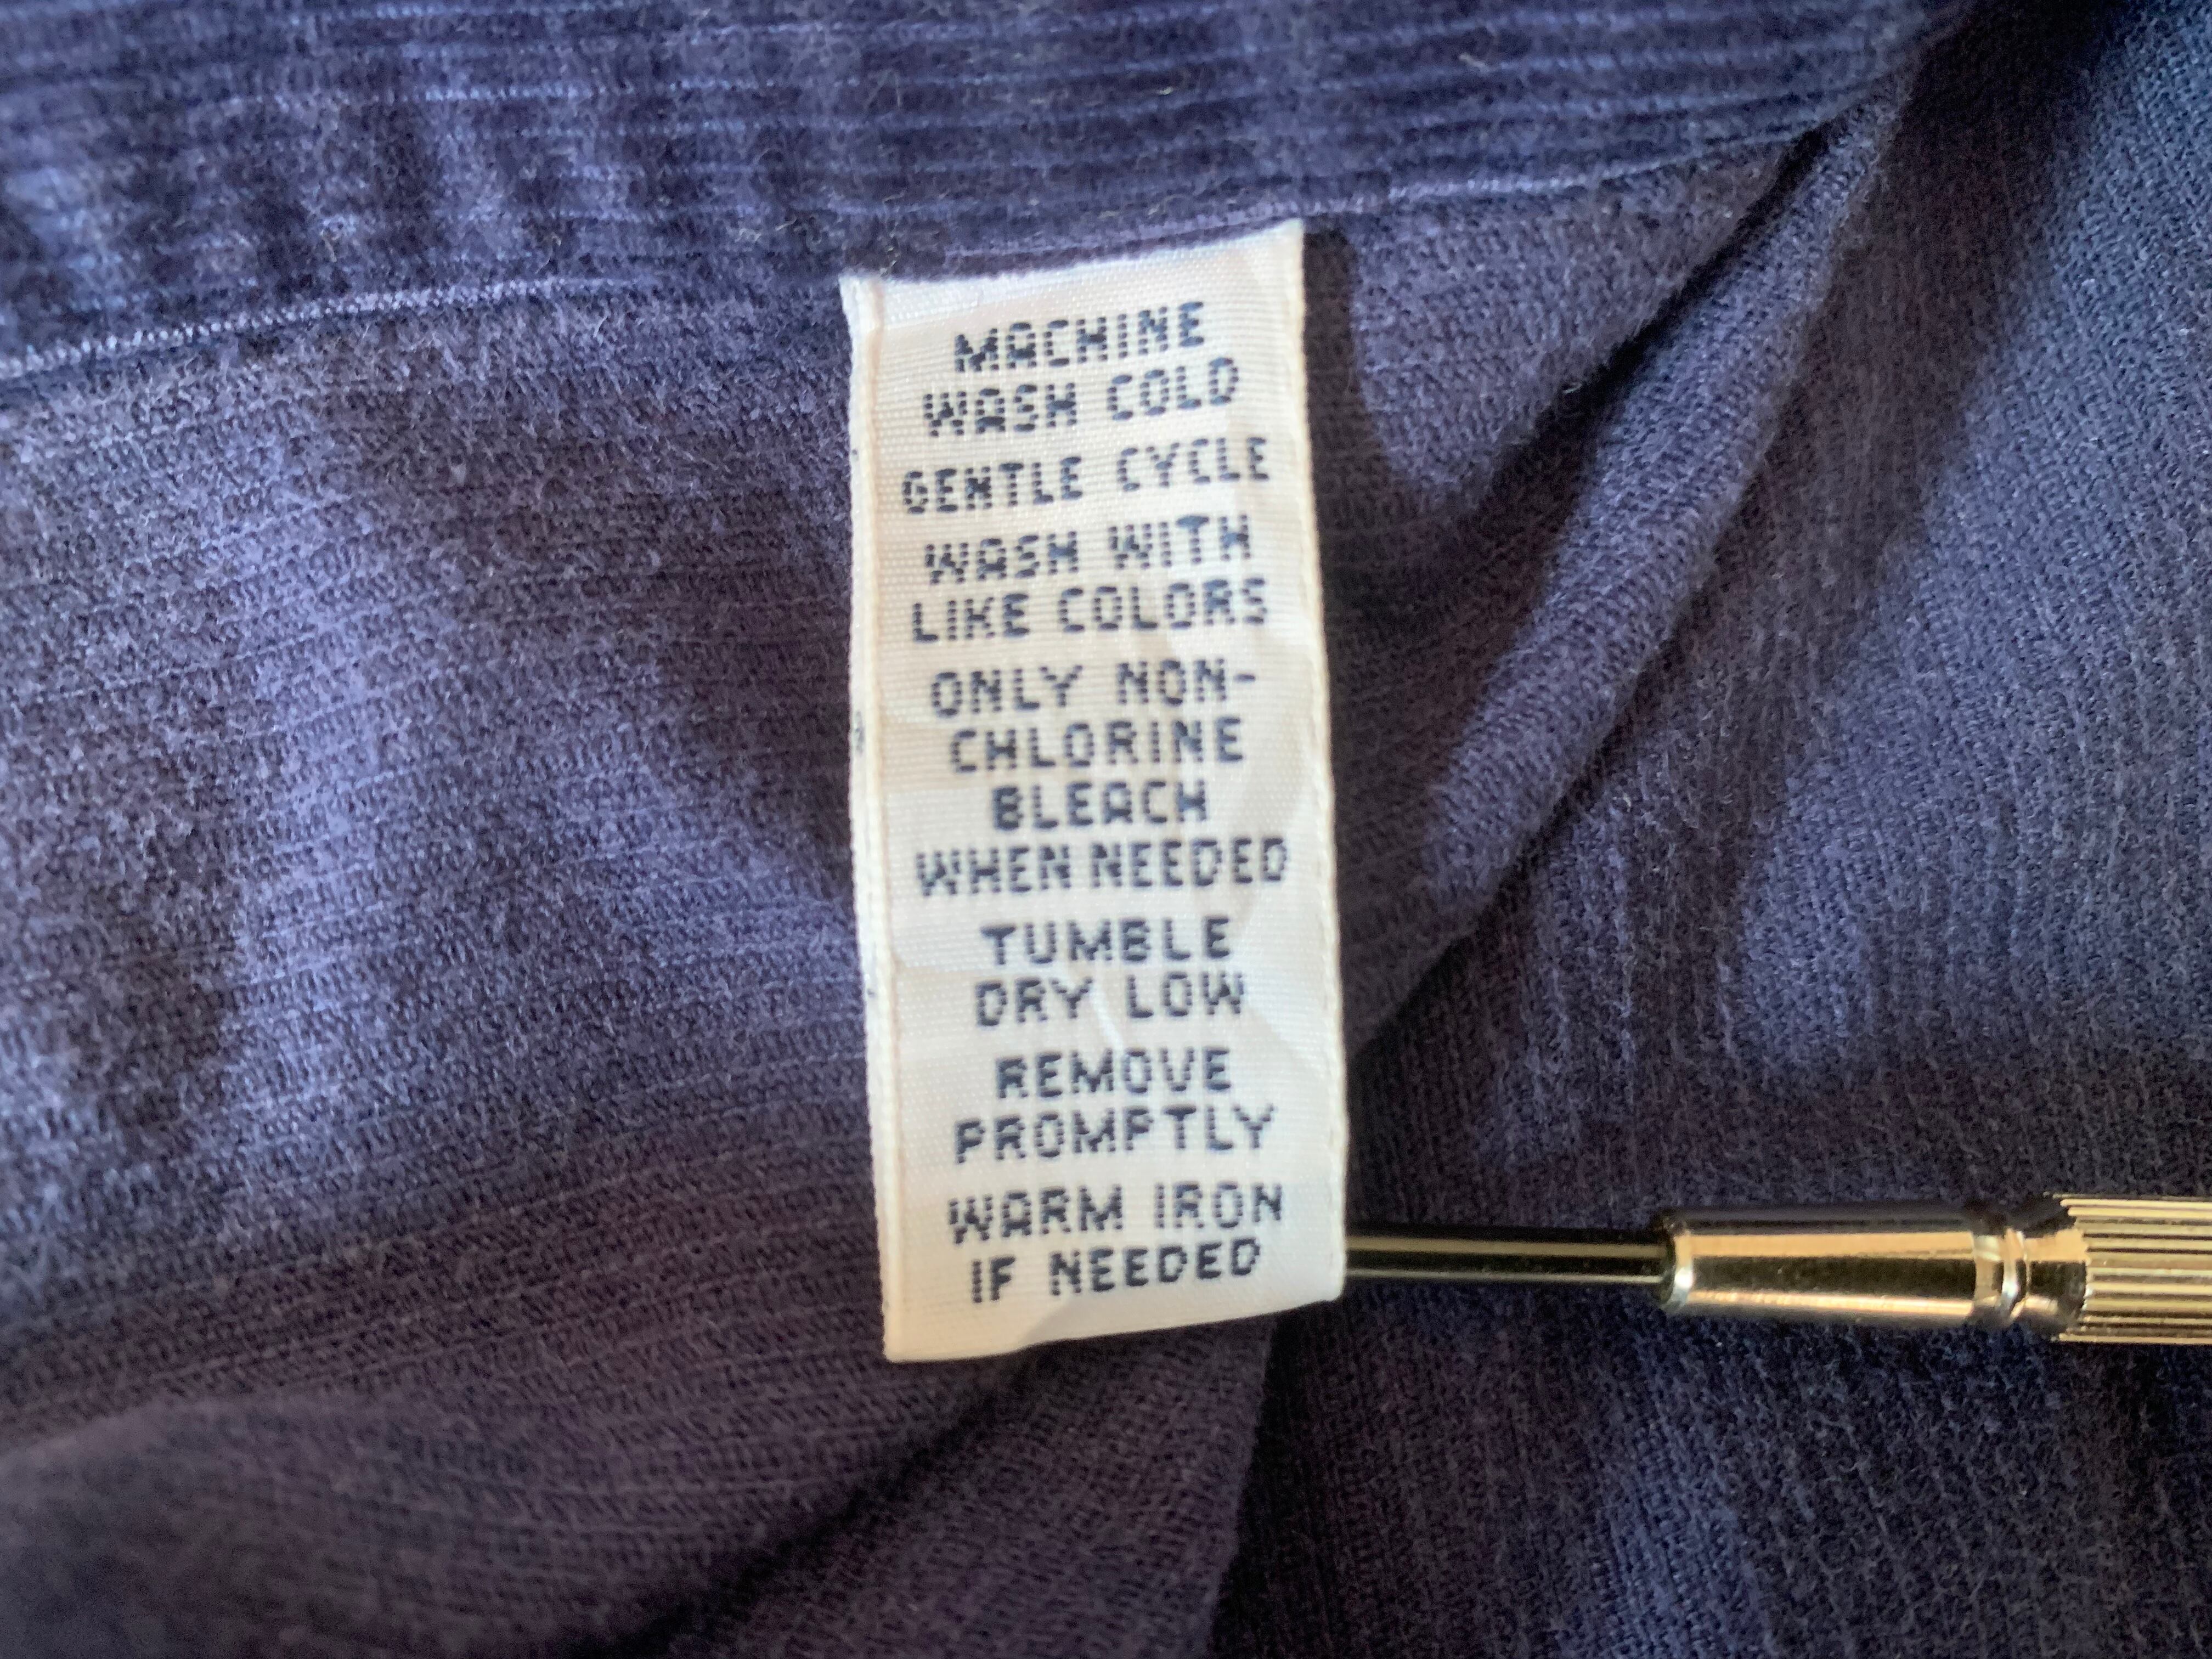 MACHINE
WASH COLD
GENTLE CYCLE
WASH WITH
LIKE COLORS
ONLY NON-
CHLORINE
BLEACH
WHEN NEEDED
TUMBLE
DRY LOW
REMOVE
PROMPTLY
WARM IRON
IF NEEDED